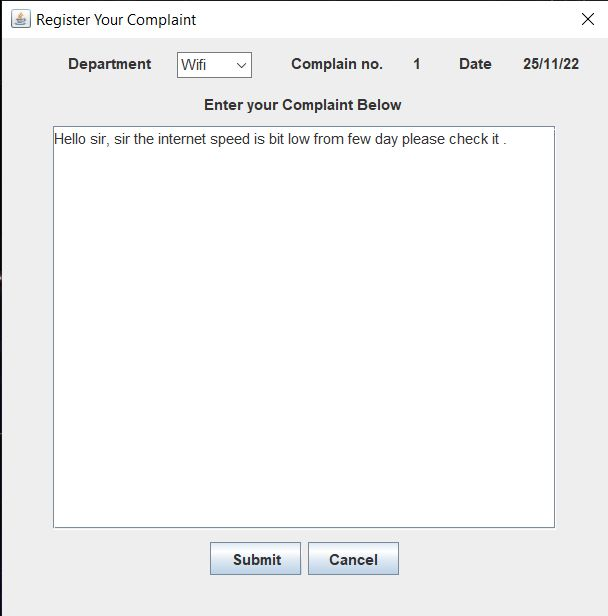 Register Your Complaint
Department Wifi Complain no. 1 Date 25/11/22
Enter your Complaint Below
Hello sir, sir the internet speed is bit low from few day please check it .
Submit Cancel